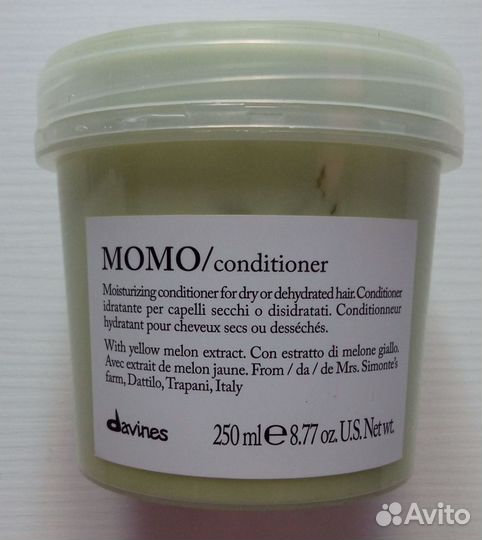 MOMO/conditioner
Moisturizing conditioner for dry or dehydrated hair. Conditioner
idratante per capelli secchi o disidratati. Conditionneur
hydratant pour cheveux secs ou desséchés.
With yellow melon extract. Con estratto di melone giallo.
Avec extrait de melon jaune. From / da / de Mrs. Simonte's
farm, Dattilo, Trapani, Italy
davines 250 ml e 8.77 oz. U.S. Net wt.
Avito